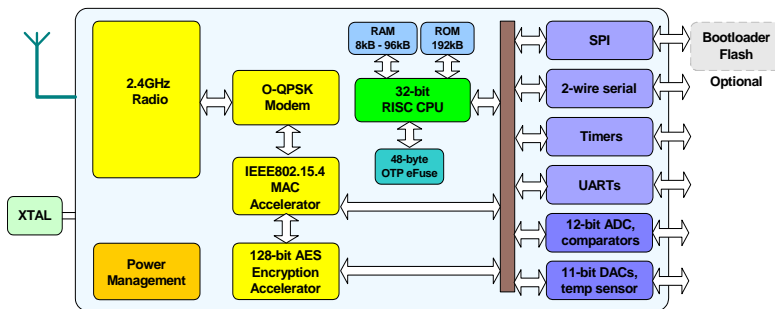 2.4GHz
Radio
O-QPSK
Modem
IEEE802.15.4
MAC
Accelerator
128-bit AES
Encryption
Accelerator
Power
Management
XTAL
RAM
8kB - 96kB
ROM
192kB
32-bit
RISC CPU
48-byte
OTP eFuse
SPI
2-wire serial
Timers
UARTs
12-bit ADC,
comparators
11-bit DACs,
temp sensor
Bootloader
Flash
Optional